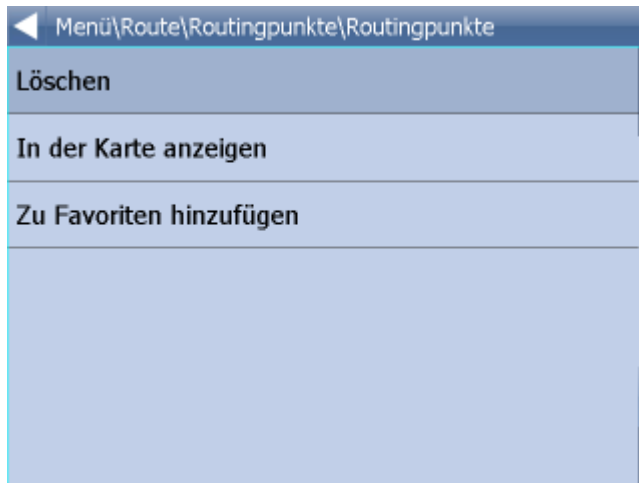 Menü\Route\Routingpunkte\Routingpunkte
Löschen
In der Karte anzeigen
Zu Favoriten hinzufügen